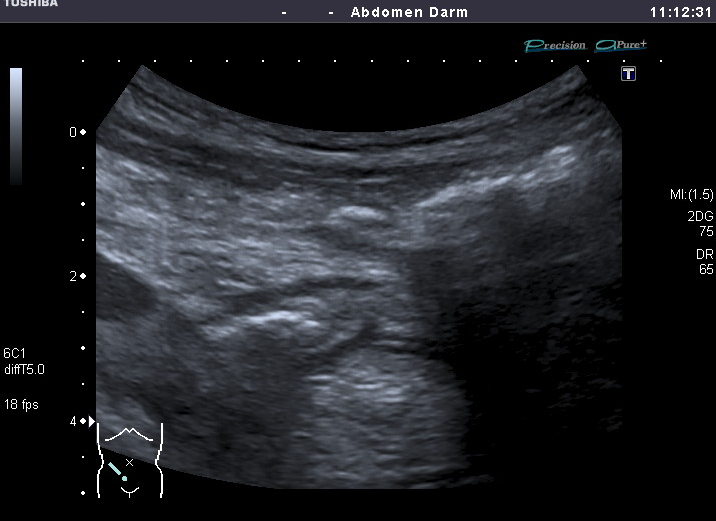 TOSHIBA
- - Abdomen Darm 11:12:31
Precision APure+
T
0
MI:(1.5)
2DG
75
DR
65
2
6C1
diffT5.0
18 fps
4